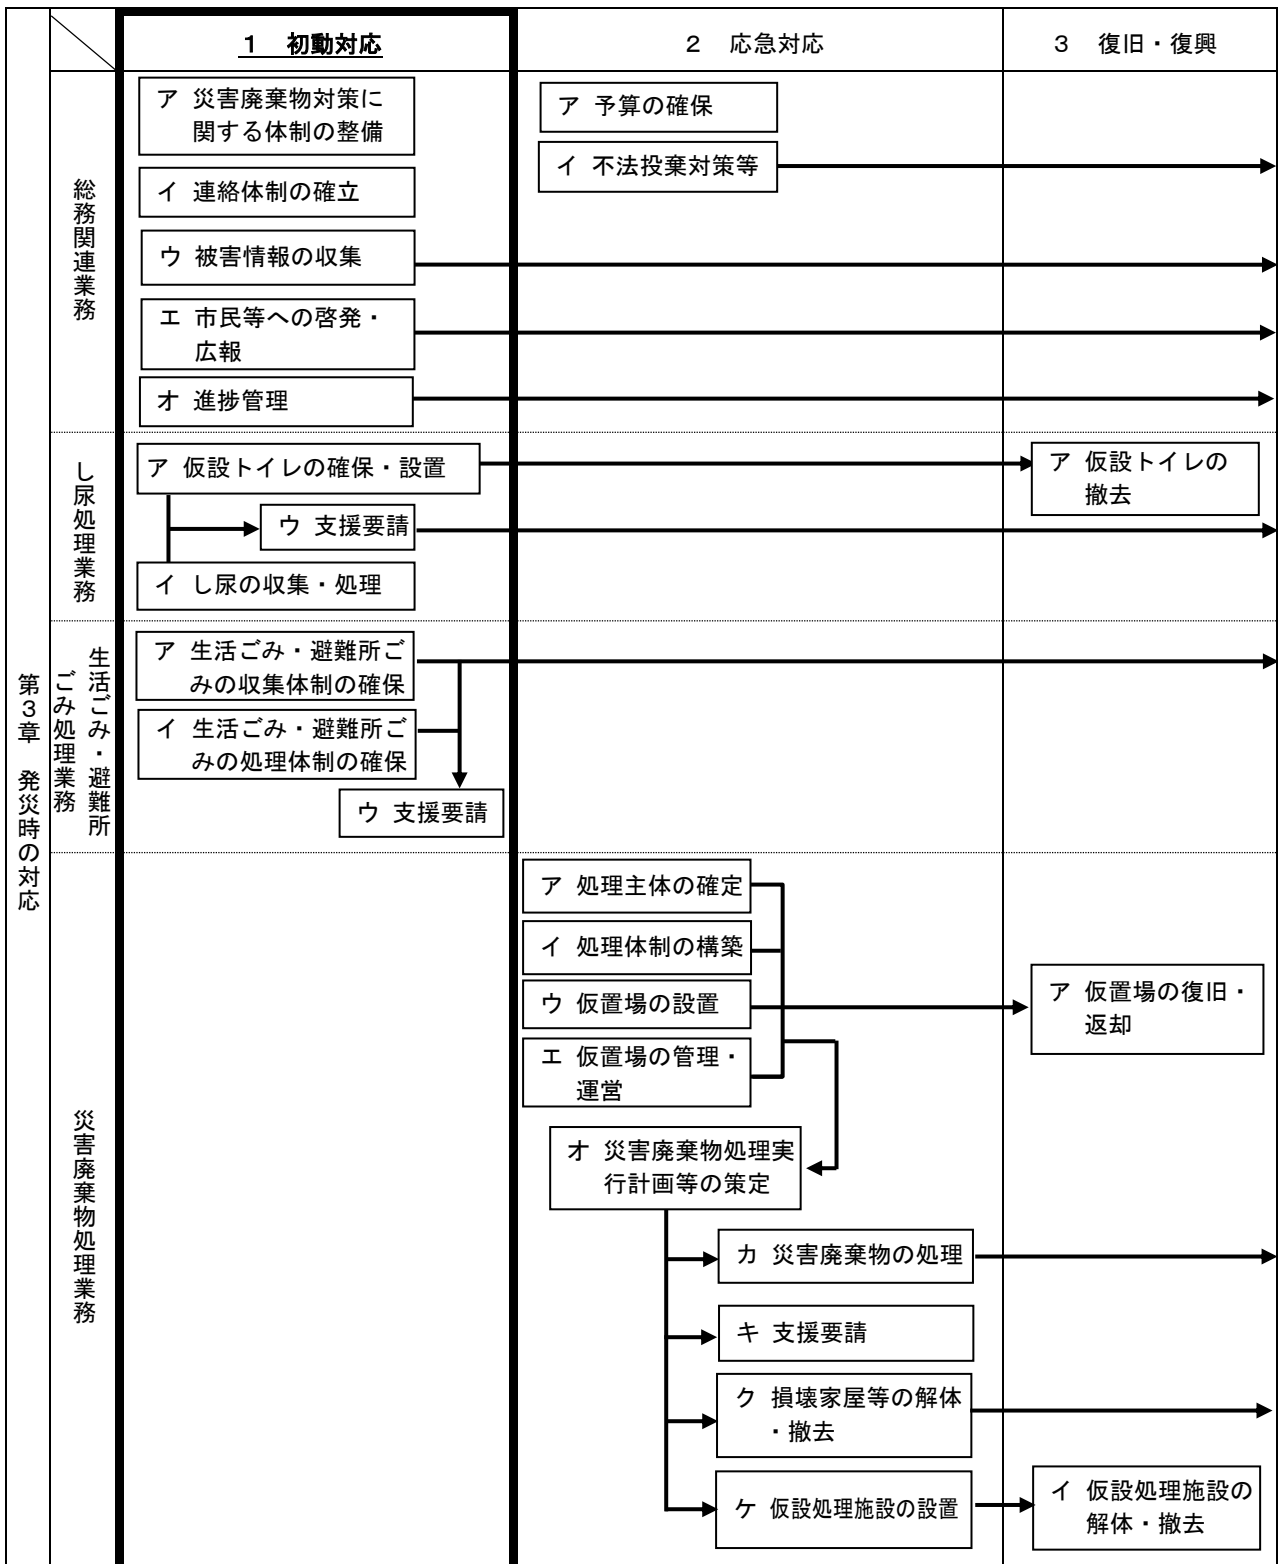 第３章　発災時の対応
１　初動対応
２　応急対応
３　復旧・復興
総務関連業務
ア 災害廃棄物対策に
関する体制の整備
イ 連絡体制の確立
ウ 被害情報の収集
エ 市民等への啓発・
広報
オ 進捗管理
ア 予算の確保
イ 不法投棄対策等
し尿処理業務
ア 仮設トイレの確保・設置
ウ 支援要請
イ し尿の収集・処理
ア 仮設トイレの
撤去
生活ごみ・避難所
ごみ処理業務
ア 生活ごみ・避難所ご
みの収集体制の確保
イ 生活ごみ・避難所ご
みの処理体制の確保
ウ 支援要請
災害廃棄物処理業務
ア 処理主体の確定
イ 処理体制の構築
ウ 仮置場の設置
エ 仮置場の管理・
運営
オ 災害廃棄物処理実
行計画等の策定
カ 災害廃棄物の処理
キ 支援要請
ク 損壊家屋等の解体
・撤去
ケ 仮設処理施設の設置
ア 仮置場の復旧・
返却
イ 仮設処理施設の
解体・撤去